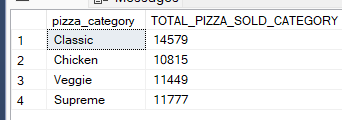 pizza_category TOTAL_PIZZA_SOLD_CATEGORY
1 Classic 14579
2 Chicken 10815
3 Veggie 11449
4 Supreme 11777